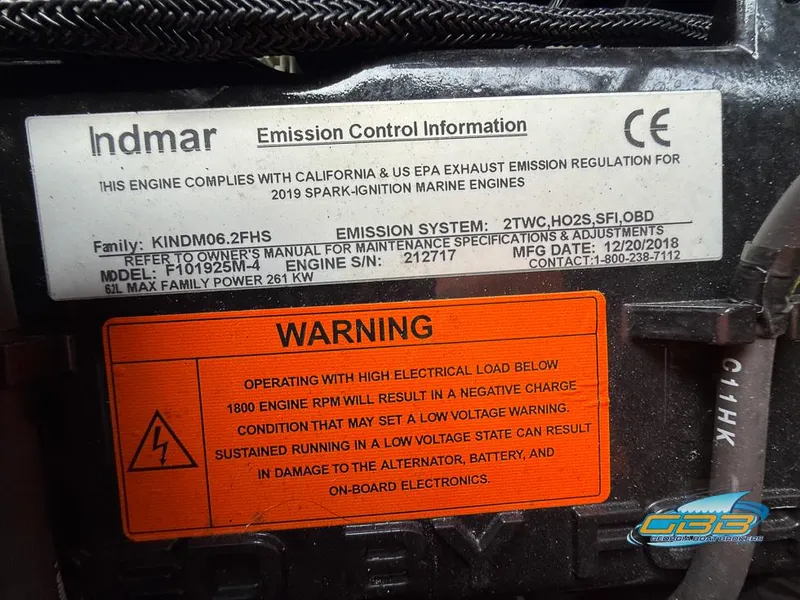 Indmar Emission Control Information CE
THIS ENGINE COMPLIES WITH CALIFORNIA & US EPA EXHAUST EMISSION REGULATION FOR
2019 SPARK-IGNITION MARINE ENGINES
Family: KINDM06.2FHS EMISSION SYSTEM: 2TWC,HO2S,SFI,OBD
REFER TO OWNER'S MANUAL FOR MAINTENANCE SPECIFICATIONS & ADJUSTMENTS
MODEL: F101925M-4 ENGINE S/N: 212717 MFG DATE: 12/20/2018
MAX FAMILY POWER 261 KW CONTACT:1-800-238-7112
WARNING
OPERATING WITH HIGH ELECTRICAL LOAD BELOW
1800 ENGINE RPM WILL RESULT IN A NEGATIVE CHARGE
CONDITION THAT MAY SET A LOW VOLTAGE WARNING.
SUSTAINED RUNNING IN A LOW VOLTAGE STATE CAN RESULT
IN DAMAGE TO THE ALTERNATOR, BATTERY, AND
ON-BOARD ELECTRONICS.
C11HK
GBB
GEORGIA BOAT BROKERS
BY